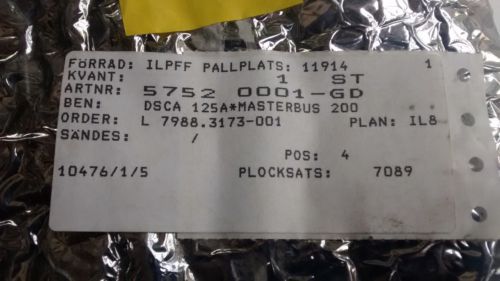 FÖRRAD: ILPFF PALLPLATS: 11914 1
KVANT: 1 ST
ARTNR: 5752 0001-GD
BEN: DSCA 125A*MASTERBUS 200
ORDER: L 7988.3173-001 PLAN: IL8
SÄNDES: /
POS: 4
10476/1/5 PLOCKSATS: 7089